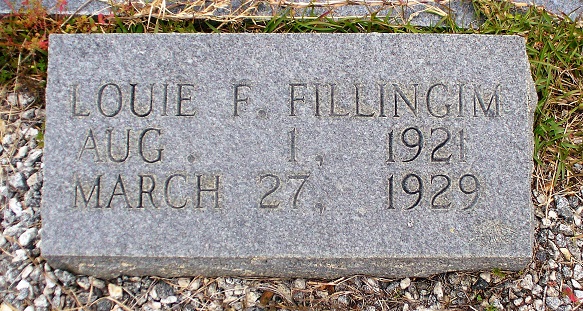 LOUIE F. FILLINGIM
AUG. 1, 1921
MARCH 27, 1929